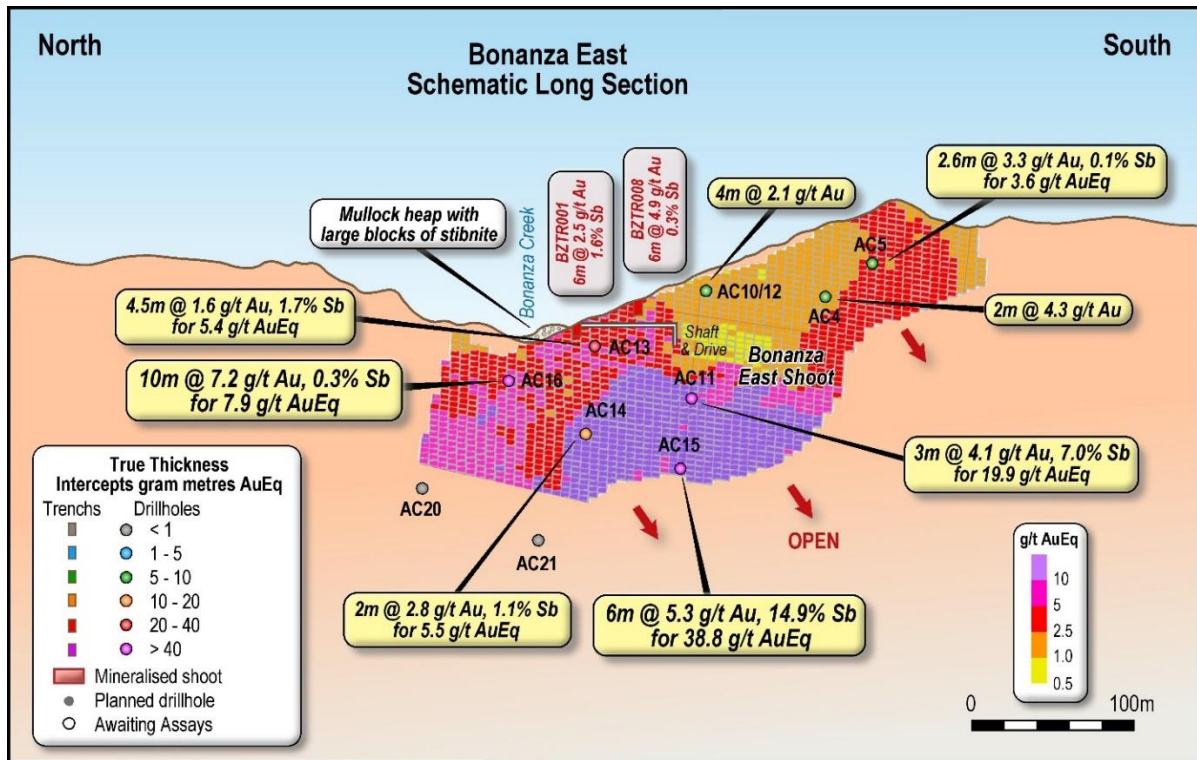 North
Bonanza East
Schematic Long Section
South
2.6m @ 3.3 g/t Au, 0.1% Sb
for 3.6 g/t AuEq
BZTR001
6m @ 2.5 g/t Au
1.6% Sb
BZTR008
6m @ 4.9 g/t Au
0.3% Sb
4m @ 2.1 g/t Au
Mullock heap with
large blocks of stibnite
Bonanza Creek
AC5
AC10/12
AC4
2m @ 4.3 g/t Au
4.5m @ 1.6 g/t Au, 1.7% Sb
for 5.4 g/t AuEq
Shaft
& Drive
AC13
Bonanza
East Shoot
10m @ 7.2 g/t Au, 0.3% Sb
for 7.9 g/t AuEq
AC16
AC11
AC14
AC15
3m @ 4.1 g/t Au, 7.0% Sb
for 19.9 g/t AuEq
AC20
AC21
OPEN
2m @ 2.8 g/t Au, 1.1% Sb
for 5.5 g/t AuEq
6m @ 5.3 g/t Au, 14.9% Sb
for 38.8 g/t AuEq
True Thickness
Intercepts gram metres AuEq
Trenchs Drillholes
< 1
1 - 5
5 - 10
10 - 20
20 - 40
> 40
Mineralised shoot
Planned drillhole
Awaiting Assays
g/t AuEq
10
5
2.5
1.0
0.5
0 100m